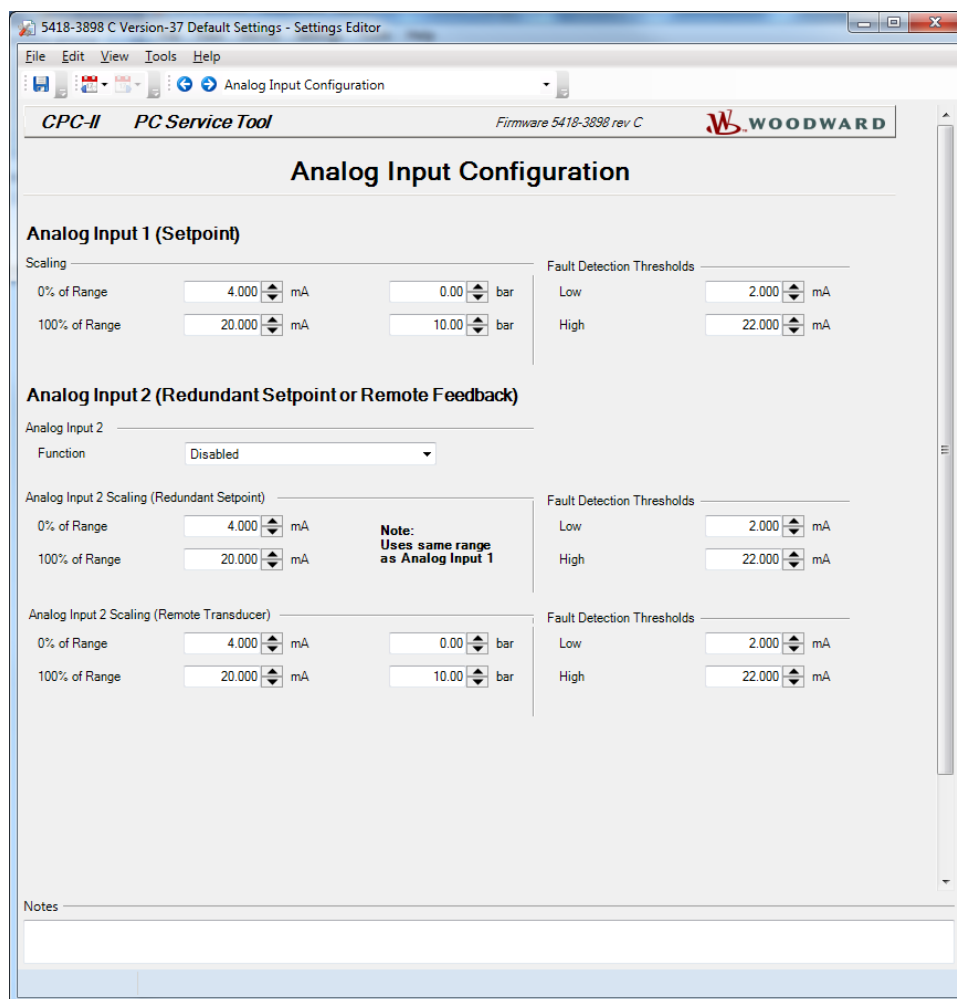 5418-3898 C Version-37 Default Settings - Settings Editor
File Edit View Tools Help
Analog Input Configuration
CPC-II PC Service Tool Firmware 5418-3898 rev C WOODWARD
Analog Input Configuration
Analog Input 1 (Setpoint)
Scaling Fault Detection Thresholds
0% of Range 4.000 mA 0.00 bar Low 2.000 mA
100% of Range 20.000 mA 10.00 bar High 22.000 mA
Analog Input 2 (Redundant Setpoint or Remote Feedback)
Analog Input 2
Function Disabled
Analog Input 2 Scaling (Redundant Setpoint) Fault Detection Thresholds
0% of Range 4.000 mA Note: Low 2.000 mA
Uses same range
100% of Range 20.000 mA as Analog Input 1 High 22.000 mA
Analog Input 2 Scaling (Remote Transducer) Fault Detection Thresholds
0% of Range 4.000 mA 0.00 bar Low 2.000 mA
100% of Range 20.000 mA 10.00 bar High 22.000 mA
Notes